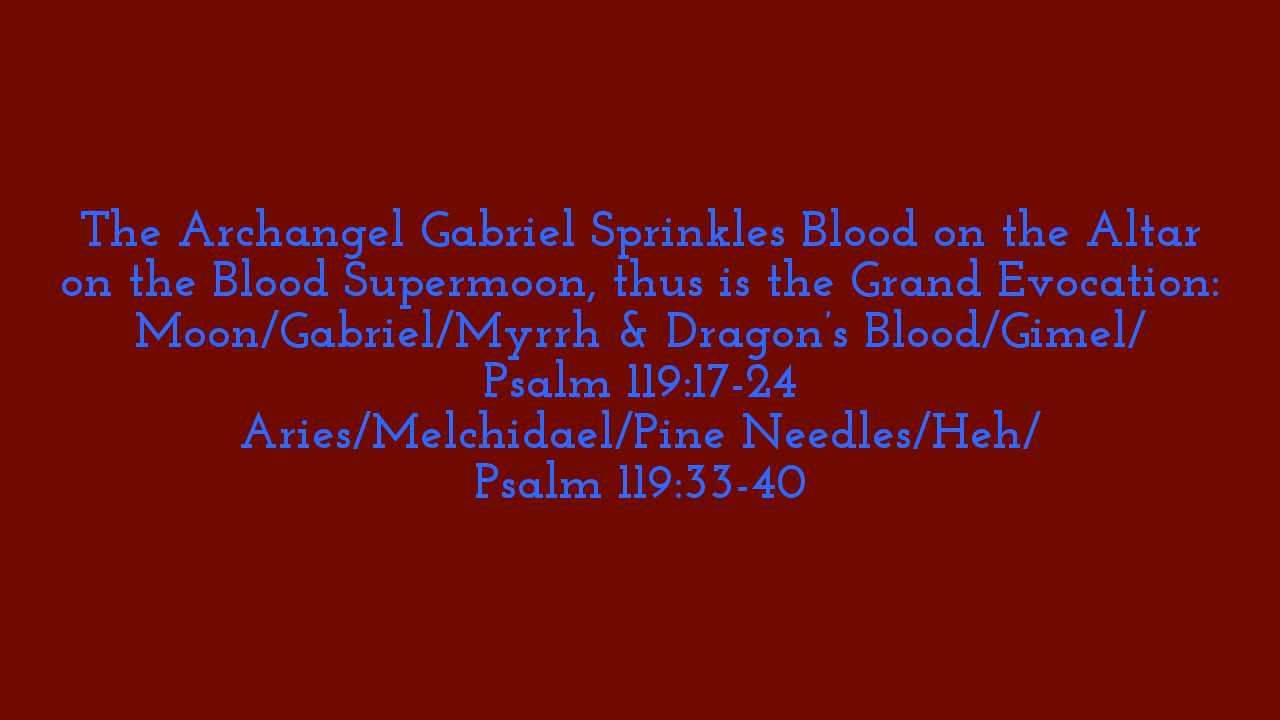 The Archangel Gabriel Sprinkles Blood on the Altar
on the Blood Supermoon, thus is the Grand Evocation:
Moon/Gabriel/Myrrh & Dragon's Blood/Gimel/
Psalm 119:17-24
Aries/Melchidael/Pine Needles/Heh/
Psalm 119:33-40